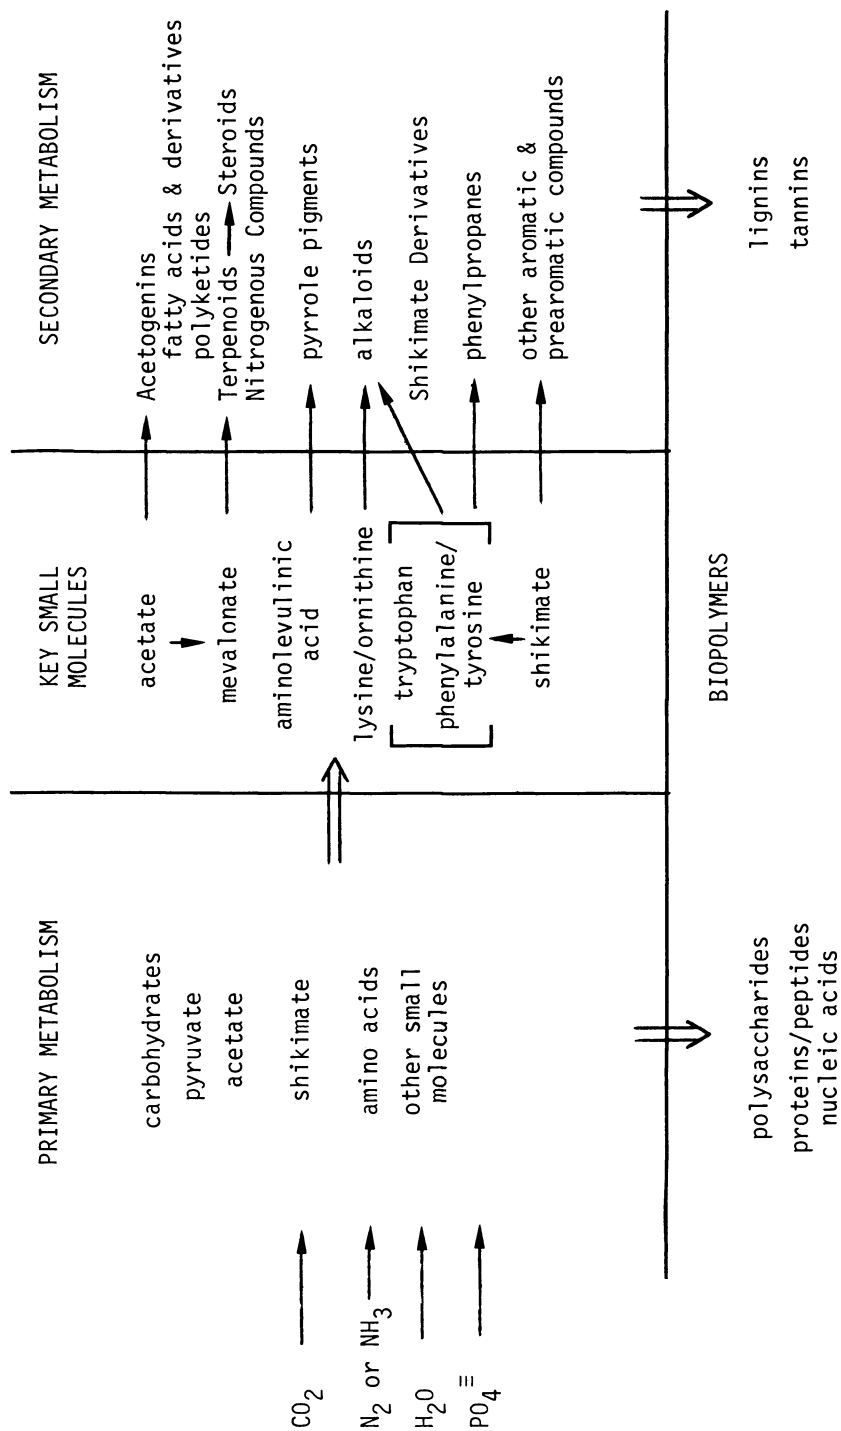 PRIMARY METABOLISM
KEY SMALL
MOLECULES
SECONDARY METABOLISM
CO2
N2 or NH3
H2O
PO4≡
carbohydrates
pyruvate
acetate
shikimate
amino acids
other small
molecules
acetate
mevalonate
aminolevulinic
acid
lysine/ornithine
tryptophan
phenylalanine/
tyrosine
shikimate
Acetogenins
fatty acids & derivatives
polyketides
Terpenoids → Steroids
Nitrogenous Compounds
pyrrole pigments
alkaloids
Shikimate Derivatives
phenylpropanes
other aromatic &
prearomatic compounds
BIOPOLYMERS
polysaccharides
proteins/peptides
nucleic acids
lignins
tannins